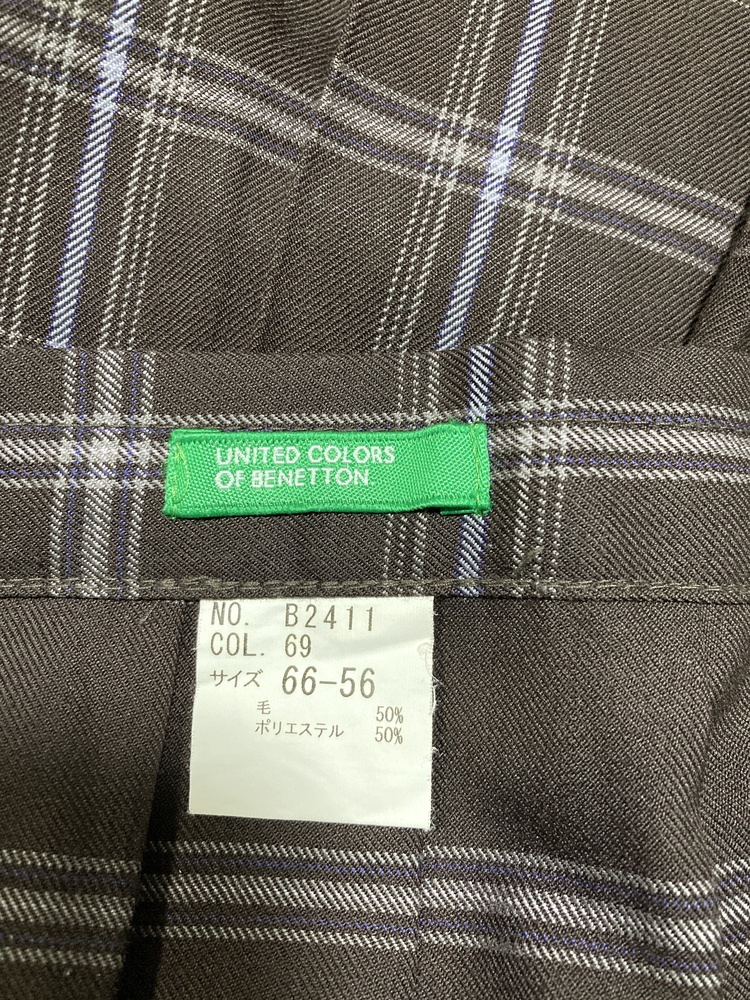 UNITED COLORS
OF BENETTON
NO. B2411
COL. 69
サイズ 66-56
毛 50%
ポリエステル 50%